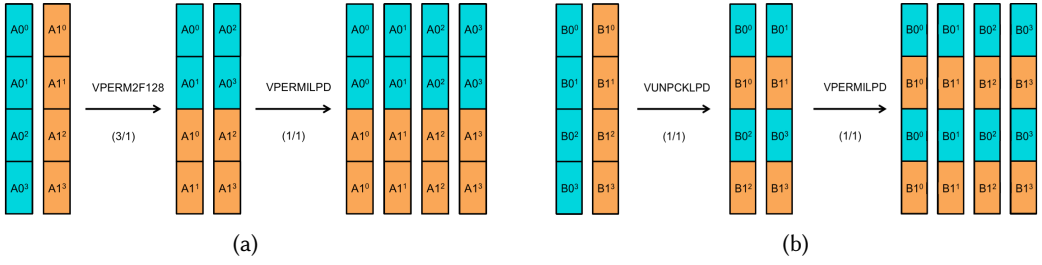 A0⁰ A1⁰ A0⁰ A0² A0⁰ A0¹ A0² A0³
A0¹ A1¹ A0¹ A0³ A0⁰ A0¹ A0² A0³
VPERM2F128 VPERMILPD
A0² A1² A1⁰ A1² A1⁰ A1¹ A1² A1³
(3/1) (1/1)
A0³ A1³ A1¹ A1³ A1⁰ A1¹ A1² A1³
(a)
B0⁰ B1⁰ B0⁰ B0¹ B0⁰ B0¹ B0² B0³
B0¹ B1¹ B1⁰ B1¹ B1⁰ B1¹ B1² B1³
VUNPCKLPD VPERMILPD
B0² B1² B0² B0³ B0⁰ B0¹ B0² B0³
(1/1) (1/1)
B0³ B1³ B1² B1³ B1⁰ B1¹ B1² B1³
(b)